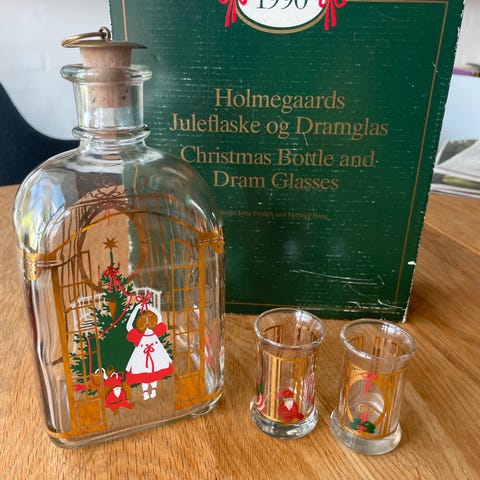 1990
Holmegaards
Juleflaske og Dramglas
Christmas Bottle and
Dram Glasses